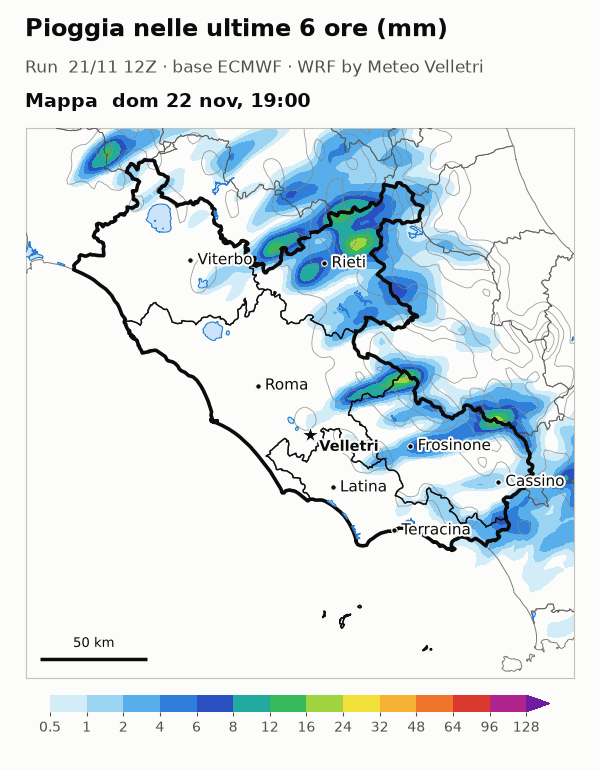 Pioggia nelle ultime 6 ore (mm)
Run  21/11 12Z · base ECMWF · WRF by Meteo Velletri
Mappa  dom 22 nov, 19:00
Viterbo
Rieti
Roma
Velletri
Frosinone
Latina
Cassino
Terracina
50 km
0.5 1 2 4 6 8 12 16 24 32 48 64 96 128